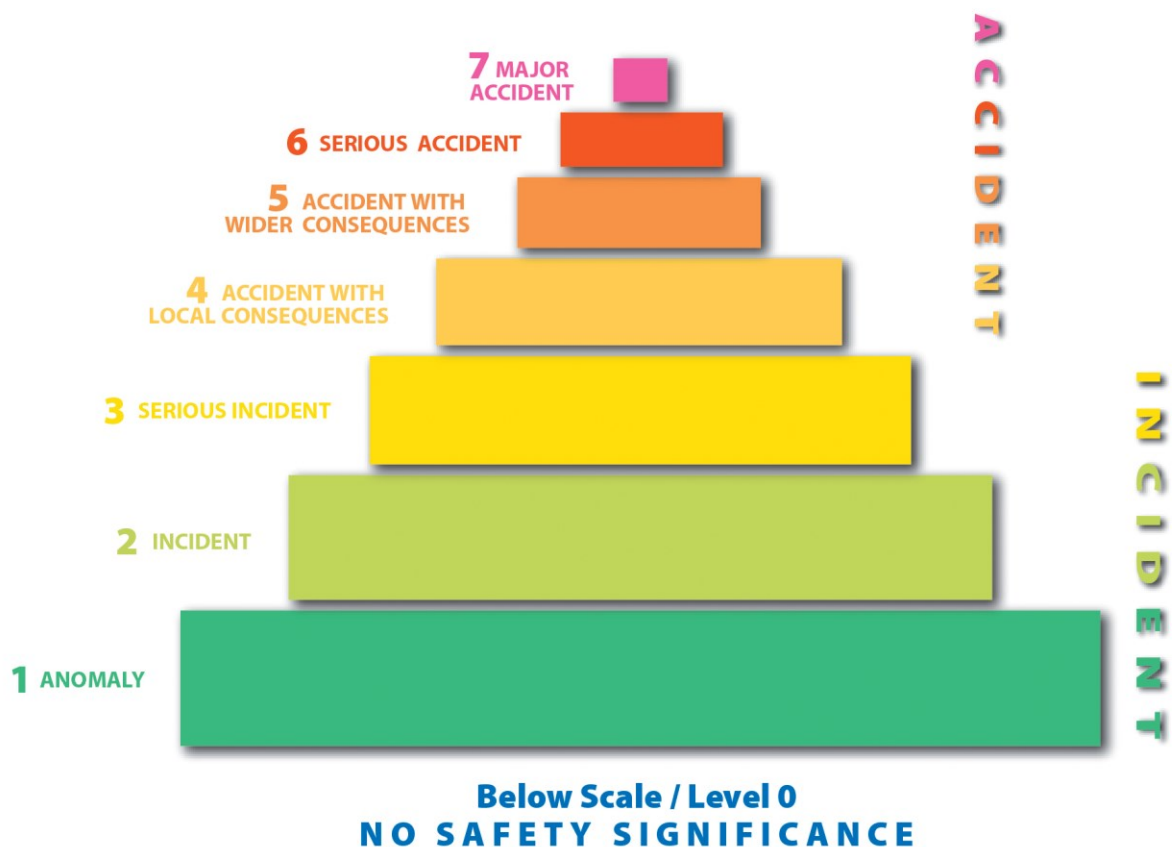 7 MAJOR
ACCIDENT
6 SERIOUS ACCIDENT
5 ACCIDENT WITH
WIDER CONSEQUENCES
4 ACCIDENT WITH
LOCAL CONSEQUENCES
3 SERIOUS INCIDENT
2 INCIDENT
1 ANOMALY
ACCIDENT
INCIDENT
Below Scale / Level 0
NO SAFETY SIGNIFICANCE